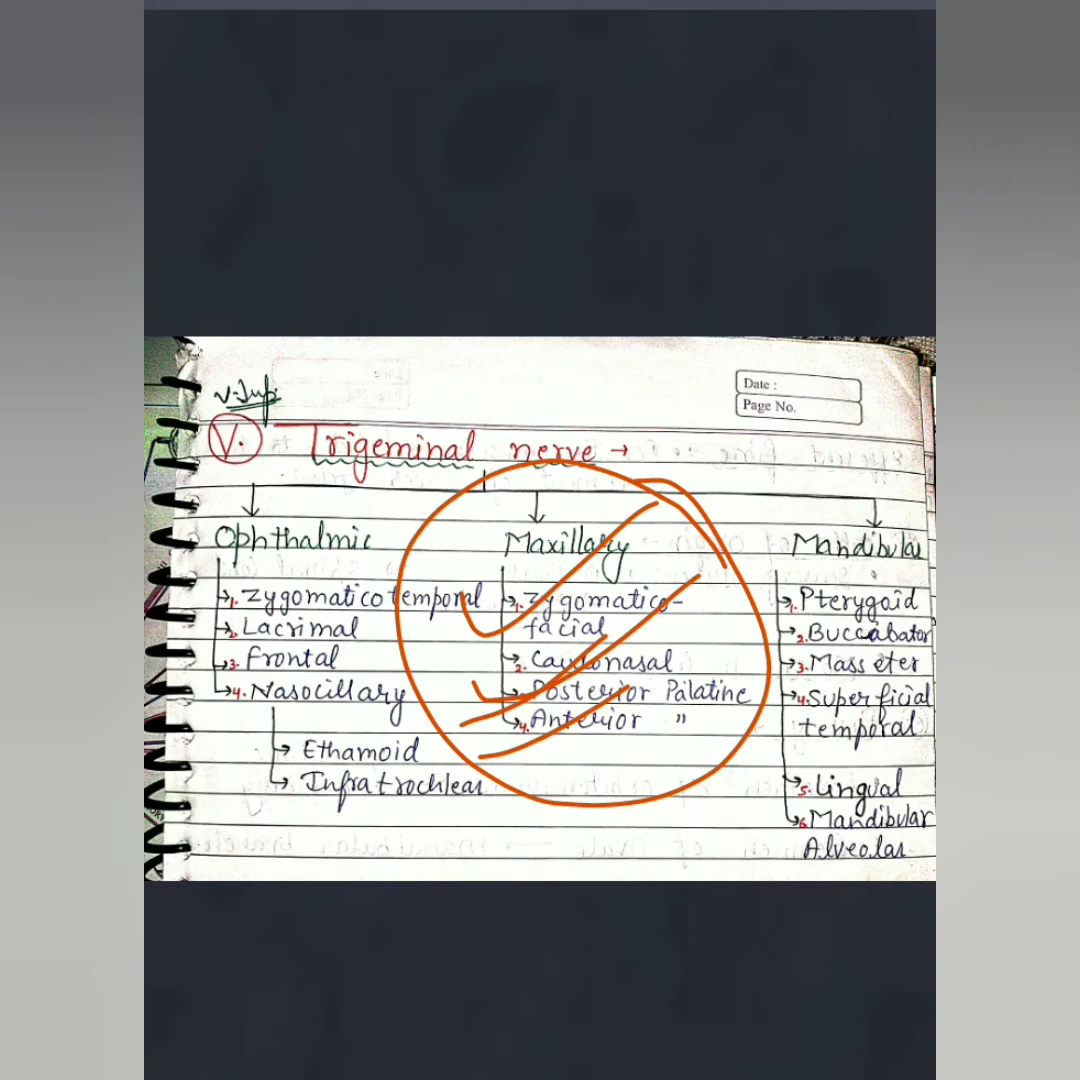 Date :
Page No.
V. Imp.
V. Trigeminal nerve →
Ophthalmic Maxillary Mandibular
1. Zygomatico temporal 1. Zygomatico- 1. Pterygoid
2. Lacrimal facial 2. Buccabator
3. Frontal 2. Caudonasal 3. Masseter
4. Nasocillary 3. Posterior Palatine 4. Superficial
4. Anterior " temporal
Ethamoid
Infratrochlear 5. Lingual
6. Mandibular
Alveolar